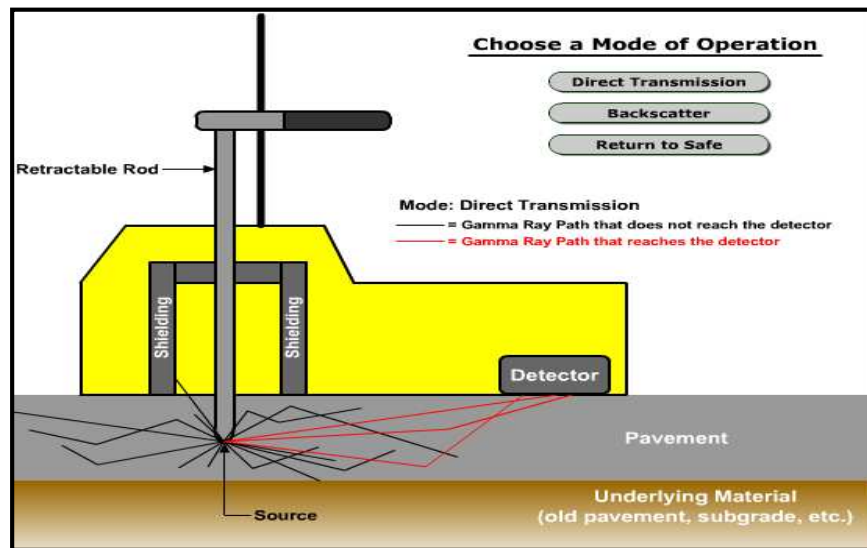 Choose a Mode of Operation
Direct Transmission
Backscatter
Return to Safe
Retractable Rod
Mode: Direct Transmission
= Gamma Ray Path that does not reach the detector
= Gamma Ray Path that reaches the detector
Shielding
Shielding
Detector
Pavement
Source
Underlying Material
(old pavement, subgrade, etc.)